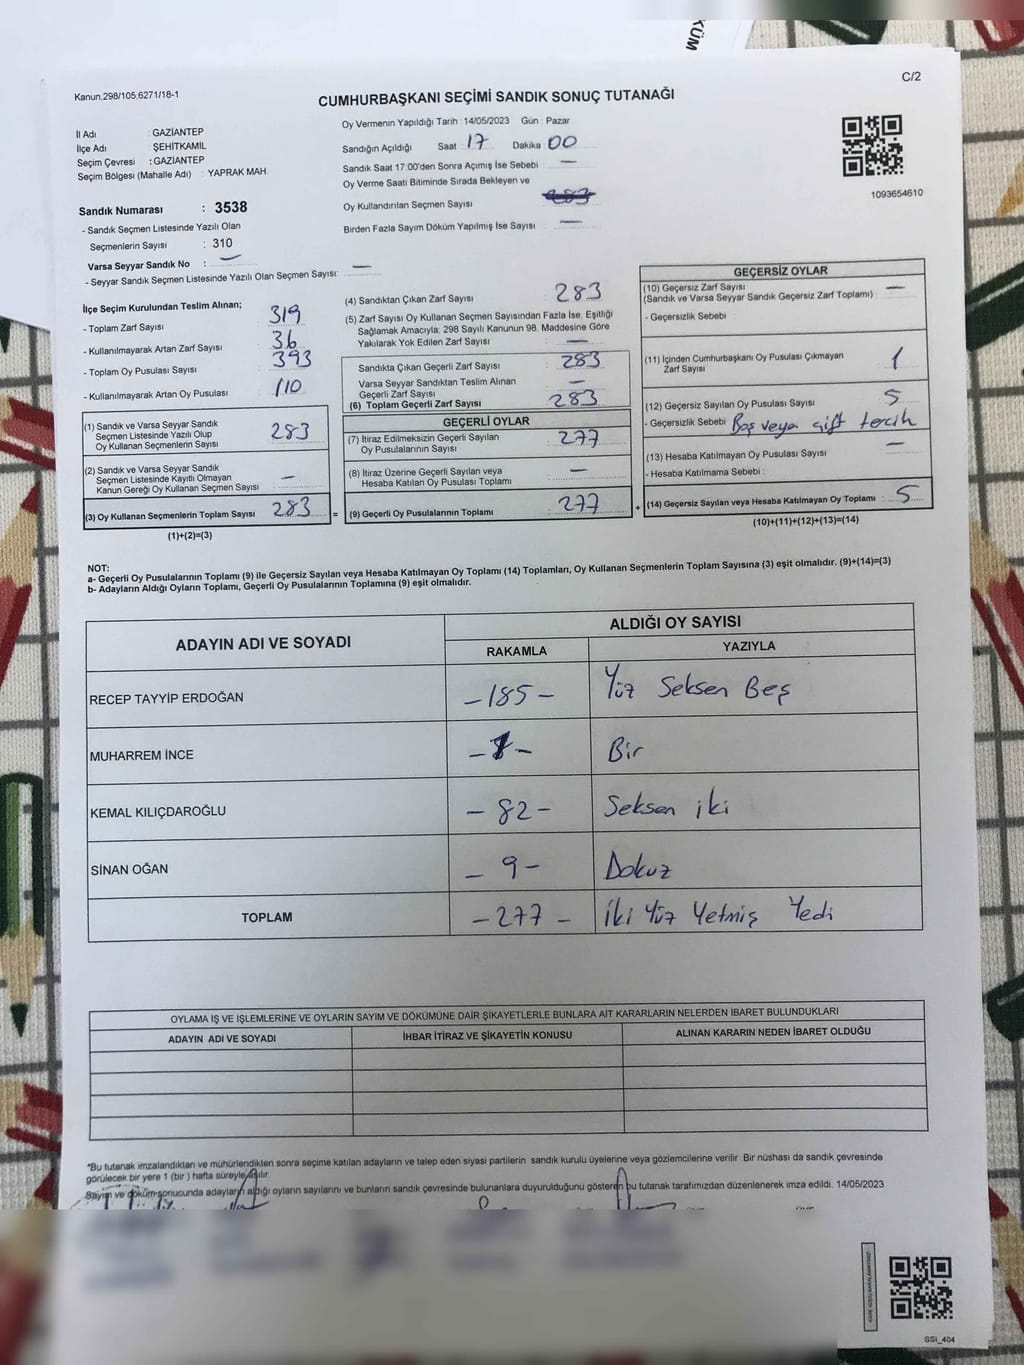 KÜM
C/2
Kanun;298/105,6271/18-1
CUMHURBAŞKANI SEÇİMİ SANDIK SONUÇ TUTANAĞI
İl Adı : GAZİANTEP
İlçe Adı : ŞEHİTKAMİL
Seçim Çevresi : GAZİANTEP
Seçim Bölgesi (Mahalle Adı) : YAPRAK MAH.
Sandık Numarası : 3538
- Sandık Seçmen Listesinde Yazılı Olan
Seçmenlerin Sayısı : 310
Varsa Seyyar Sandık No : —
- Seyyar Sandık Seçmen Listesinde Yazılı Olan Seçmen Sayısı: —
Oy Vermenin Yapıldığı Tarih : 14/05/2023 Gün : Pazar
Sandığın Açıldığı Saat : 17 Dakika : 00
Sandık Saat 17:00'den Sonra Açımış İse Sebebi : —
Oy Verme Saati Bitiminde Sırada Bekleyen ve
Oy Kullandırılan Seçmen Sayısı : 283
Birden Fazla Sayım Döküm Yapılmış İse Sayısı : —
1093654610
İlçe Seçim Kurulundan Teslim Alınan;
- Toplam Zarf Sayısı : 319
- Kullanılmayarak Artan Zarf Sayısı : 36
- Toplam Oy Pusulası Sayısı : 393
- Kullanılmayarak Artan Oy Pusulası : 110
(1) Sandık ve Varsa Seyyar Sandık
Seçmen Listesinde Yazılı Olup
Oy Kullanan Seçmenlerin Sayısı : 283
(2) Sandık ve Varsa Seyyar Sandık
Seçmen Listesinde Kayıtlı Olmayan
Kanun Gereği Oy Kullanan Seçmen Sayısı : —
(3) Oy Kullanan Seçmenlerin Toplam Sayısı : 283
(1)+(2)=(3)
(4) Sandıktan Çıkan Zarf Sayısı : 283
(5) Zarf Sayısı Oy Kullanan Seçmen Sayısından Fazla İse, Eşitliği
Sağlamak Amacıyla; 298 Sayılı Kanunun 98. Maddesine Göre
Yakılarak Yok Edilen Zarf Sayısı : —
Sandıkta Çıkan Geçerli Zarf Sayısı : 283
Varsa Seyyar Sandıktan Teslim Alınan
Geçerli Zarf Sayısı : —
(6) Toplam Geçerli Zarf Sayısı : 283
GEÇERLİ OYLAR
(7) İtiraz Edilmeksizin Geçerli Sayılan
Oy Pusulalarının Sayısı : 277
(8) İtiraz Üzerine Geçerli Sayılan veya
Hesaba Katılan Oy Pusulası Toplamı : —
= (9) Geçerli Oy Pusulalarının Toplamı : 277 +
GEÇERSİZ OYLAR
(10) Geçersiz Zarf Sayısı : —
(Sandık ve Varsa Seyyar Sandık Geçersiz Zarf Toplamı)
- Geçersizlik Sebebi :
(11) İçinden Cumhurbaşkanı Oy Pusulası Çıkmayan
Zarf Sayısı : 1
(12) Geçersiz Sayılan Oy Pusulası Sayısı : 5
- Geçersizlik Sebebi : Boş veya çift tercih
(13) Hesaba Katılmayan Oy Pusulası Sayısı : —
- Hesaba Katılmama Sebebi :
(14) Geçersiz Sayılan veya Hesaba Katılmayan Oy Toplamı : 5
(10)+(11)+(12)+(13)=(14)
NOT:
a- Geçerli Oy Pusulalarının Toplamı (9) ile Geçersiz Sayılan veya Hesaba Katılmayan Oy Toplamı (14) Toplamları, Oy Kullanan Seçmenlerin Toplam Sayısına (3) eşit olmalıdır. (9)+(14)=(3)
b- Adayların Aldığı Oyların Toplamı, Geçerli Oy Pusulalarının Toplamına (9) eşit olmalıdır.
ADAYIN ADI VE SOYADI
ALDIĞI OY SAYISI
RAKAMLA YAZIYLA
RECEP TAYYİP ERDOĞAN -185- Yüz Seksen Beş
MUHARREM İNCE -1- Bir
KEMAL KILIÇDAROĞLU -82- Seksen iki
SİNAN OĞAN -9- Dokuz
TOPLAM -277- İki Yüz Yetmiş Yedi
OYLAMA İŞ VE İŞLEMLERİNE VE OYLARIN SAYIM VE DÖKÜMÜNE DAİR ŞİKAYETLERLE BUNLARA AİT KARARLARIN NELERDEN İBARET BULUNDUKLARI
ADAYIN ADI VE SOYADI İHBAR İTİRAZ VE ŞİKAYETİN KONUSU ALINAN KARARIN NEDEN İBARET OLDUĞU
*Bu tutanak imzalandıktan ve mühürlendikten sonra seçime katılan adayların ve talep eden siyasi partilerin sandık kurulu üyelerine veya gözlemcilerine verilir Bir nüshası da sandık çevresinde
görülecek bir yere 1 (bir ) hafta süreyle asılır.
Sayım ve döküm sonucunda adayların aldığı oyların sayılarını ve bunların sandık çevresinde bulunanlara duyurulduğunu gösteren bu tutanak tarafımızdan düzenlenerek imza edildi. 14/05/2023
SSİ_404